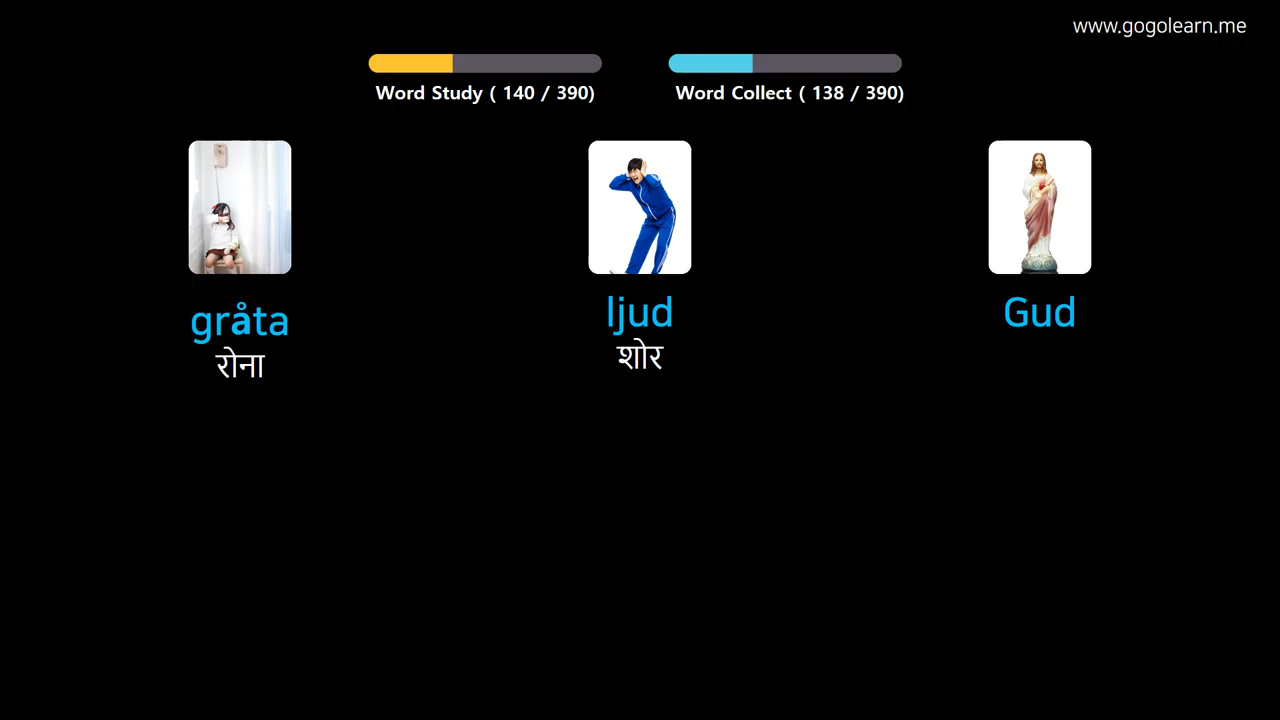 www.gogolearn.me
Word Study ( 140 / 390)
Word Collect ( 138 / 390)
gråta
रोना
ljud
शोर
Gud